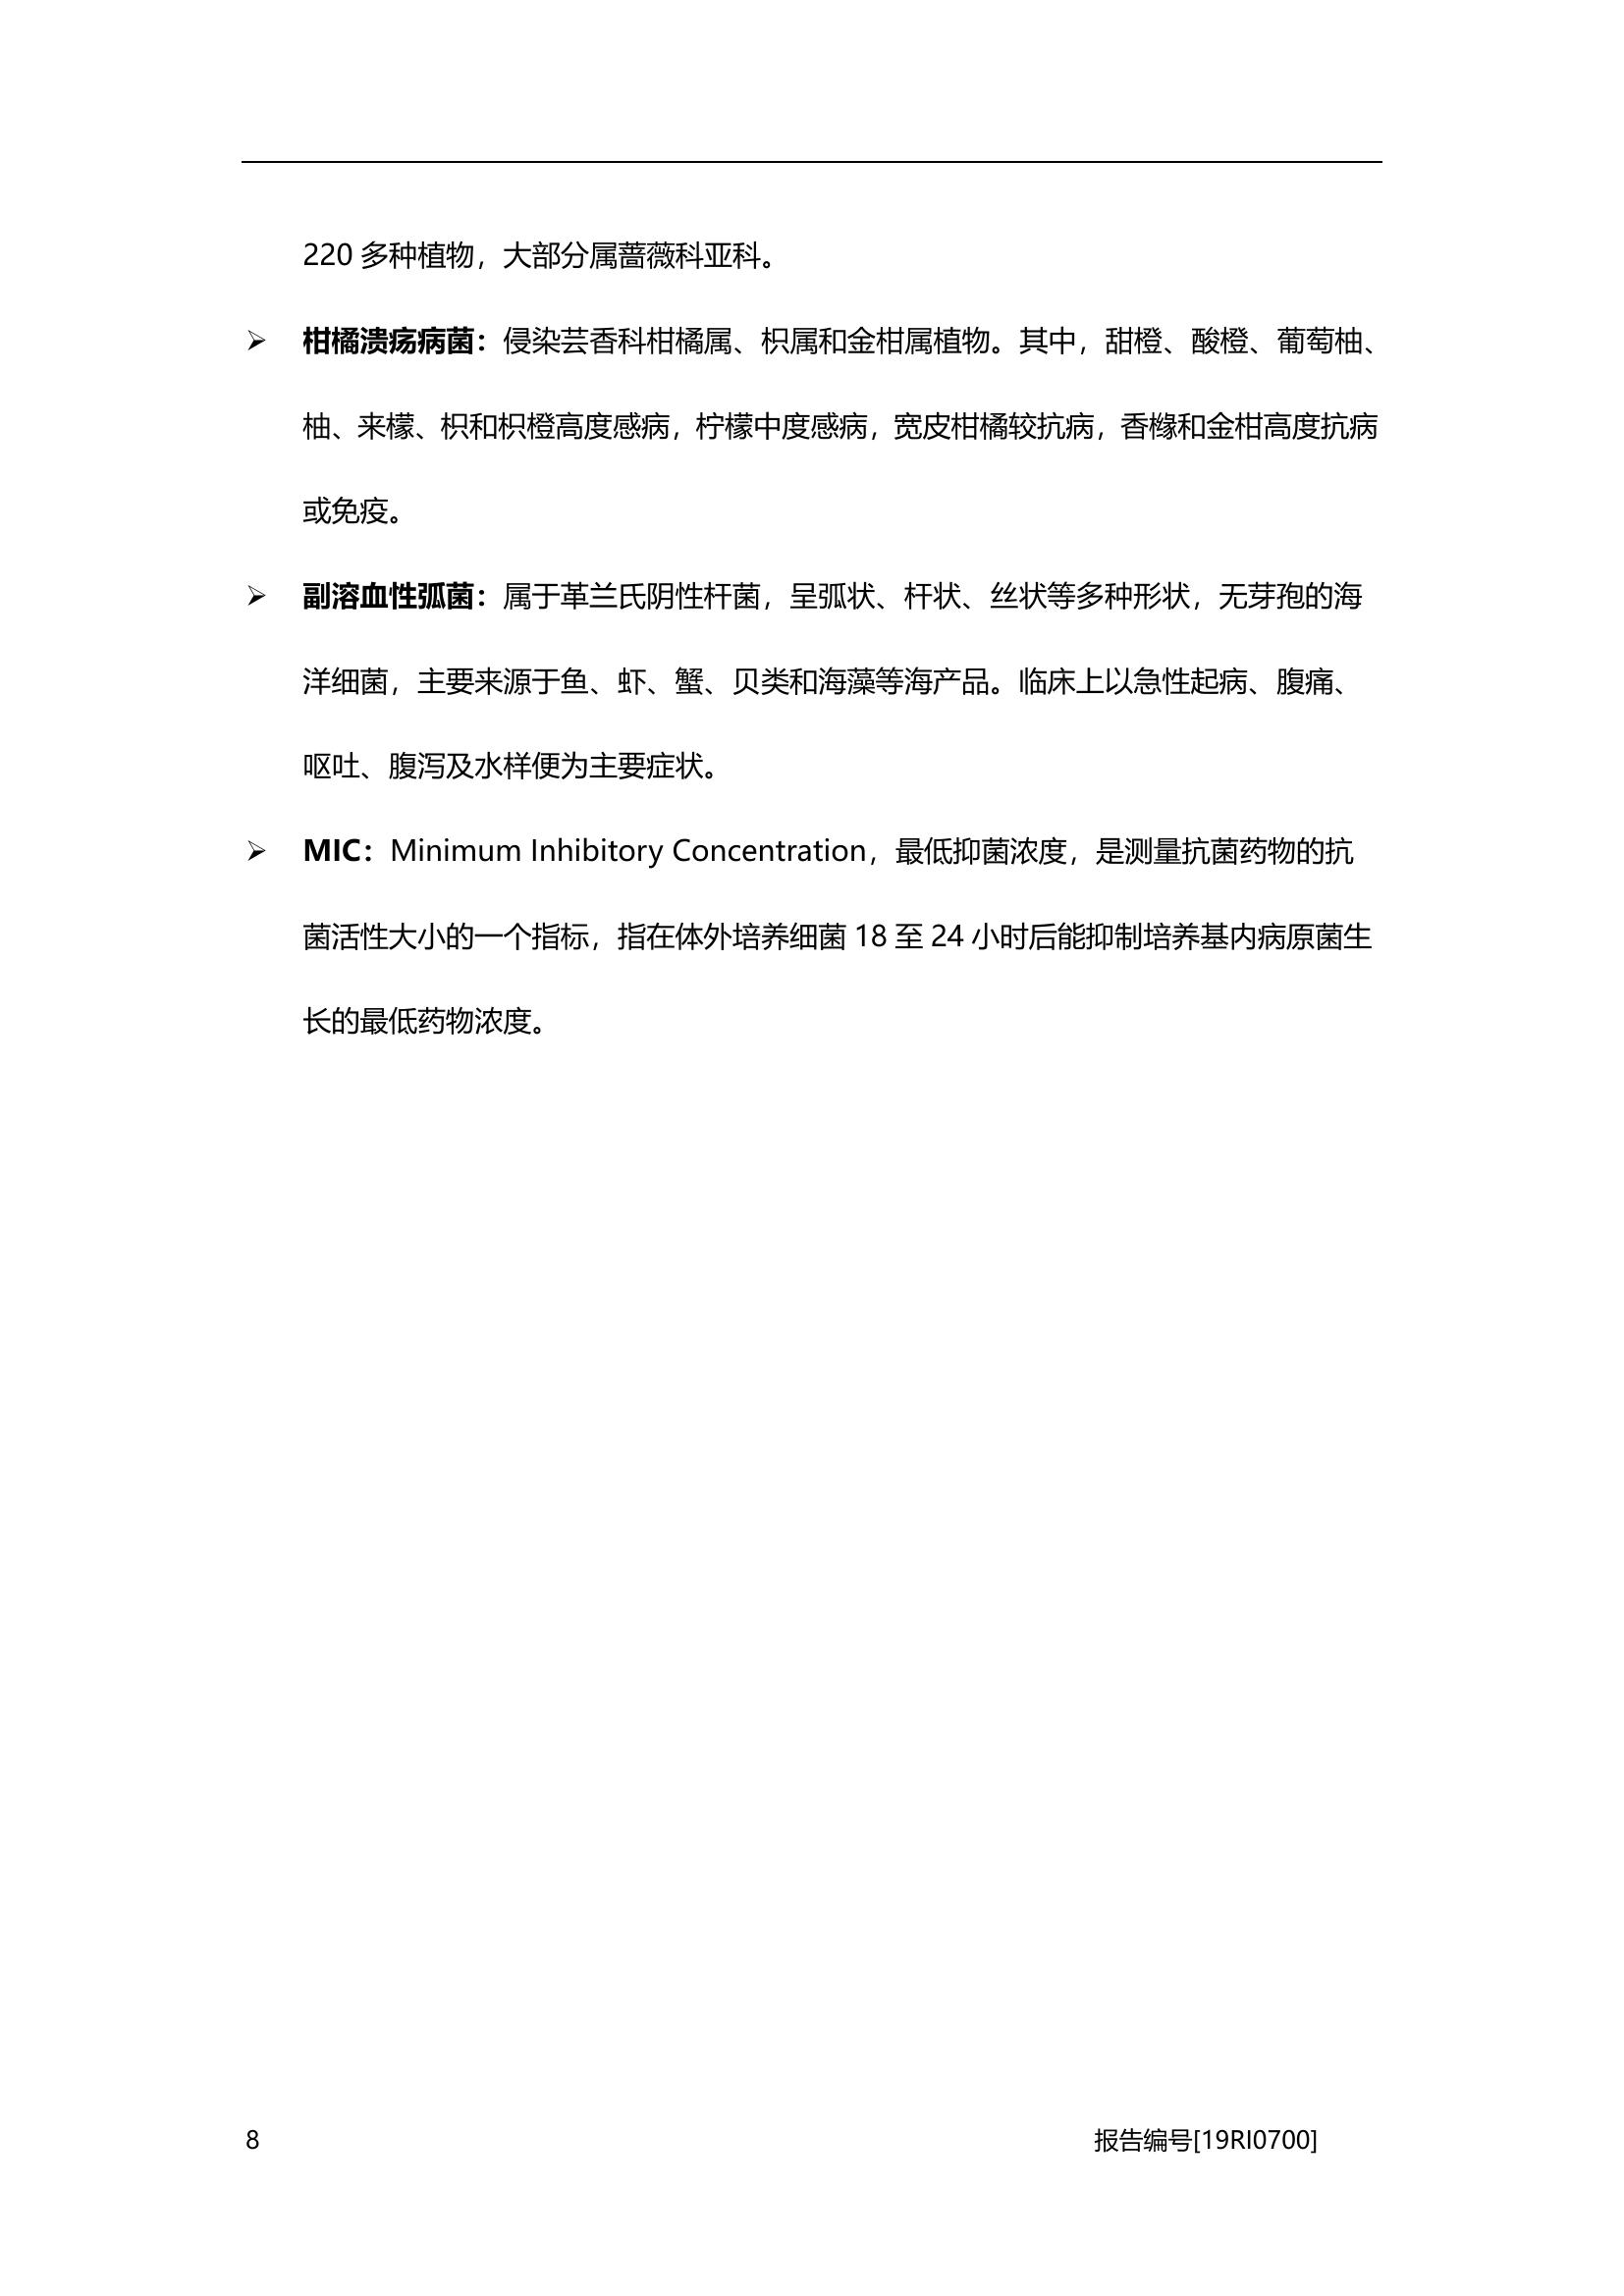 220 多种植物，大部分属蔷薇科亚科。
➢ 柑橘溃疡病菌：侵染芸香科柑橘属、枳属和金柑属植物。其中，甜橙、酸橙、葡萄柚、
柚、来檬、枳和枳橙高度感病，柠檬中度感病，宽皮柑橘较抗病，香橼和金柑高度抗病
或免疫。
➢ 副溶血性弧菌：属于革兰氏阴性杆菌，呈弧状、杆状、丝状等多种形状，无芽孢的海
洋细菌，主要来源于鱼、虾、蟹、贝类和海藻等海产品。临床上以急性起病、腹痛、
呕吐、腹泻及水样便为主要症状。
➢ MIC：Minimum Inhibitory Concentration，最低抑菌浓度，是测量抗菌药物的抗
菌活性大小的一个指标，指在体外培养细菌 18 至 24 小时后能抑制培养基内病原菌生
长的最低药物浓度。
8 报告编号[19RI0700]